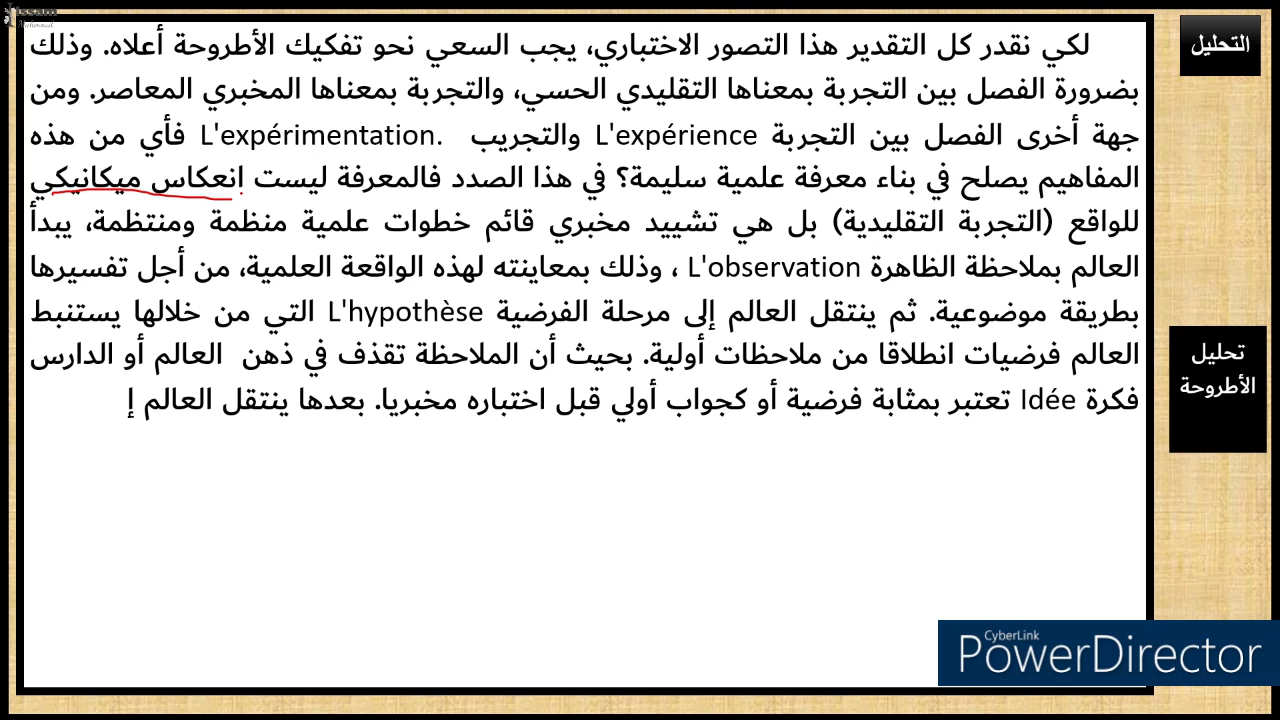 التحليل
لكي نقدر كل التقدير هذا التصور الاختباري، يجب السعي نحو تفكيك الأطروحة أعلاه. وذلك
بضرورة الفصل بين التجربة بمعناها التقليدي الحسي، والتجربة بمعناها المخبري المعاصر. ومن
جهة أخرى الفصل بين التجربة L'expérience والتجريب L'expérimentation. فأي من هذه
المفاهيم يصلح في بناء معرفة علمية سليمة؟ في هذا الصدد فالمعرفة ليست إنعكاس ميكانيكي
للواقع (التجربة التقليدية) بل هي تشييد مخبري قائم خطوات علمية منظمة ومنتظمة، يبدأ
العالم بملاحظة الظاهرة L'observation ، وذلك بمعاينته لهذه الواقعة العلمية، من أجل تفسيرها
بطريقة موضوعية. ثم ينتقل العالم إلى مرحلة الفرضية L'hypothèse التي من خلالها يستنبط
العالم فرضيات انطلاقا من ملاحظات أولية. بحيث أن الملاحظة تقذف في ذهن العالم أو الدارس
فكرة Idée تعتبر بمثابة فرضية أو كجواب أولي قبل اختباره مخبريا. بعدها ينتقل العالم إ
تحليل
الأطروحة
CyberLink
PowerDirector